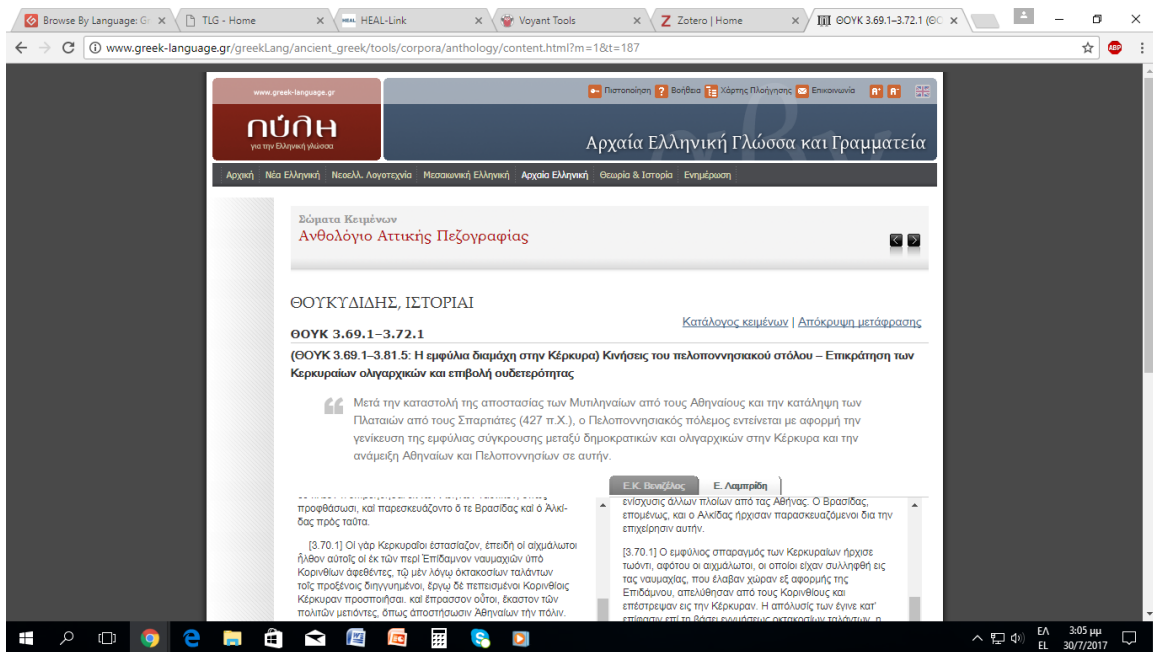 Browse By Language: Gr
TLG - Home
HEAL-Link
Voyant Tools
Zotero | Home
ΘΟΥΚ 3.69.1–3.72.1 (ΘΟ
www.greek-language.gr/greekLang/ancient_greek/tools/corpora/anthology/content.html?m=1&t=187
ABP
www.greek-language.gr
Πιστοποίηση Βοήθεια Χάρτης Πλοήγησης Επικοινωνία
πύλη
για την Ελληνική γλώσσα
Αρχαία Ελληνική Γλώσσα και Γραμματεία
Αρχική Νέα Ελληνική Νεοελλ. Λογοτεχνία Μεσαιωνική Ελληνική Αρχαία Ελληνική Θεωρία & Ιστορία Ενημέρωση
Σώματα Κειμένων
Ανθολόγιο Αττικής Πεζογραφίας
ΘΟΥΚΥΔΙΔΗΣ, ΙΣΤΟΡΙΑΙ
Κατάλογος κειμένων | Απόκρυψη μετάφρασης
ΘΟΥΚ 3.69.1–3.72.1
(ΘΟΥΚ 3.69.1–3.81.5: Η εμφύλια διαμάχη στην Κέρκυρα) Κινήσεις του πελοποννησιακού στόλου – Επικράτηση των
Κερκυραίων ολιγαρχικών και επιβολή ουδετερότητας
Μετά την καταστολή της αποστασίας των Μυτιληναίων από τους Αθηναίους και την κατάληψη των
Πλαταιών από τους Σπαρτιάτες (427 π.Χ.), ο Πελοποννησιακός πόλεμος εντείνεται με αφορμή την
γενίκευση της εμφύλιας σύγκρουσης μεταξύ δημοκρατικών και ολιγαρχικών στην Κέρκυρα και την
ανάμειξη Αθηναίων και Πελοποννησίων σε αυτήν.
Ε.Κ. Βενιζέλος
Ε. Λαμπρίδη
προφθάσωσι, καὶ παρεσκευάζοντο ὅ τε Βρασίδας καὶ ὁ Ἀλκί-
δας πρὸς ταῦτα.
[3.70.1] Οἱ γὰρ Κερκυραῖοι ἐστασίαζον, ἐπειδὴ οἱ αἰχμάλωτοι
ἦλθον αὐτοῖς οἱ ἐκ τῶν περὶ Ἐπίδαμνον ναυμαχιῶν ὑπὸ
Κορινθίων ἀφεθέντες, τῷ μὲν λόγῳ ὀκτακοσίων ταλάντων
τοῖς προξένοις διηγγυημένοι, ἔργῳ δὲ πεπεισμένοι Κορινθίοις
Κέρκυραν προσποιῆσαι. καὶ ἔπρασσον οὗτοι, ἕκαστον τῶν
πολιτῶν μετιόντες, ὅπως ἀποστήσωσιν Ἀθηναίων τὴν πόλιν.
ενίσχυσις άλλων πλοίων από τας Αθήνας. Ο Βρασίδας,
επομένως, και ο Αλκίδας ήρχισαν παρασκευαζόμενοι δια την
επιχείρησιν αυτήν.
[3.70.1] Ο εμφύλιος σπαραγμός των Κερκυραίων ήρχισε
τωόντι, αφότου οι αιχμάλωτοι, οι οποίοι είχαν συλληφθή εις
τας ναυμαχίας, που έλαβαν χώραν εξ αφορμής της
Επιδάμνου, απελύθησαν από τους Κορινθίους και
επέστρεψαν εις την Κέρκυραν. Η απόλυσίς των έγινε κατ'
ΕΛ
EL
3:05 μμ
30/7/2017